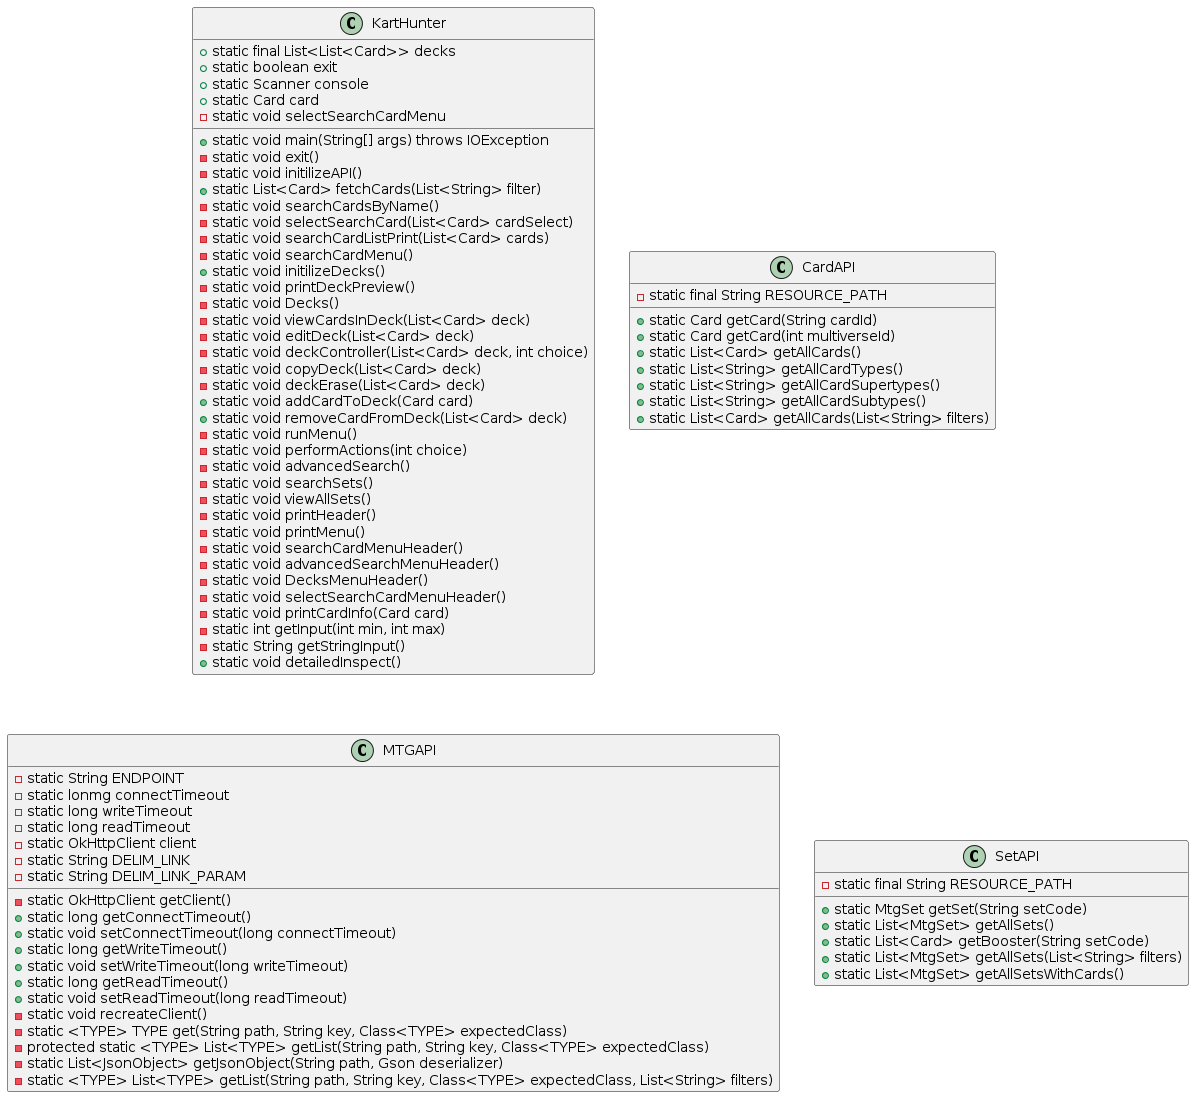 C KartHunter
static final List<List<Card>> decks
static boolean exit
static Scanner console
static Card card
static void selectSearchCardMenu
static void main(String[] args) throws IOException
static void exit()
static void initilizeAPI()
static List<Card> fetchCards(List<String> filter)
static void searchCardsByName()
static void selectSearchCard(List<Card> cardSelect)
static void searchCardListPrint(List<Card> cards)
static void searchCardMenu()
static void initilizeDecks()
static void printDeckPreview()
static void Decks()
static void viewCardsInDeck(List<Card> deck)
static void editDeck(List<Card> deck)
static void deckController(List<Card> deck, int choice)
static void copyDeck(List<Card> deck)
static void deckErase(List<Card> deck)
static void addCardToDeck(Card card)
static void removeCardFromDeck(List<Card> deck)
static void runMenu()
static void performActions(int choice)
static void advancedSearch()
static void searchSets()
static void viewAllSets()
static void printHeader()
static void printMenu()
static void searchCardMenuHeader()
static void advancedSearchMenuHeader()
static void DecksMenuHeader()
static void selectSearchCardMenuHeader()
static void printCardInfo(Card card)
static int getInput(int min, int max)
static String getStringInput()
static void detailedInspect()
C CardAPI
static final String RESOURCE_PATH
static Card getCard(String cardId)
static Card getCard(int multiverseId)
static List<Card> getAllCards()
static List<String> getAllCardTypes()
static List<String> getAllCardSupertypes()
static List<String> getAllCardSubtypes()
static List<Card> getAllCards(List<String> filters)
C MTGAPI
static String ENDPOINT
static lonmg connectTimeout
static long writeTimeout
static long readTimeout
static OkHttpClient client
static String DELIM_LINK
static String DELIM_LINK_PARAM
static OkHttpClient getClient()
static long getConnectTimeout()
static void setConnectTimeout(long connectTimeout)
static long getWriteTimeout()
static void setWriteTimeout(long writeTimeout)
static long getReadTimeout()
static void setReadTimeout(long readTimeout)
static void recreateClient()
static <TYPE> TYPE get(String path, String key, Class<TYPE> expectedClass)
protected static <TYPE> List<TYPE> getList(String path, String key, Class<TYPE> expectedClass)
static List<JsonObject> getJsonObject(String path, Gson deserializer)
static <TYPE> List<TYPE> getList(String path, String key, Class<TYPE> expectedClass, List<String> filters)
C SetAPI
static final String RESOURCE_PATH
static MtgSet getSet(String setCode)
static List<MtgSet> getAllSets()
static List<Card> getBooster(String setCode)
static List<MtgSet> getAllSets(List<String> filters)
static List<MtgSet> getAllSetsWithCards()